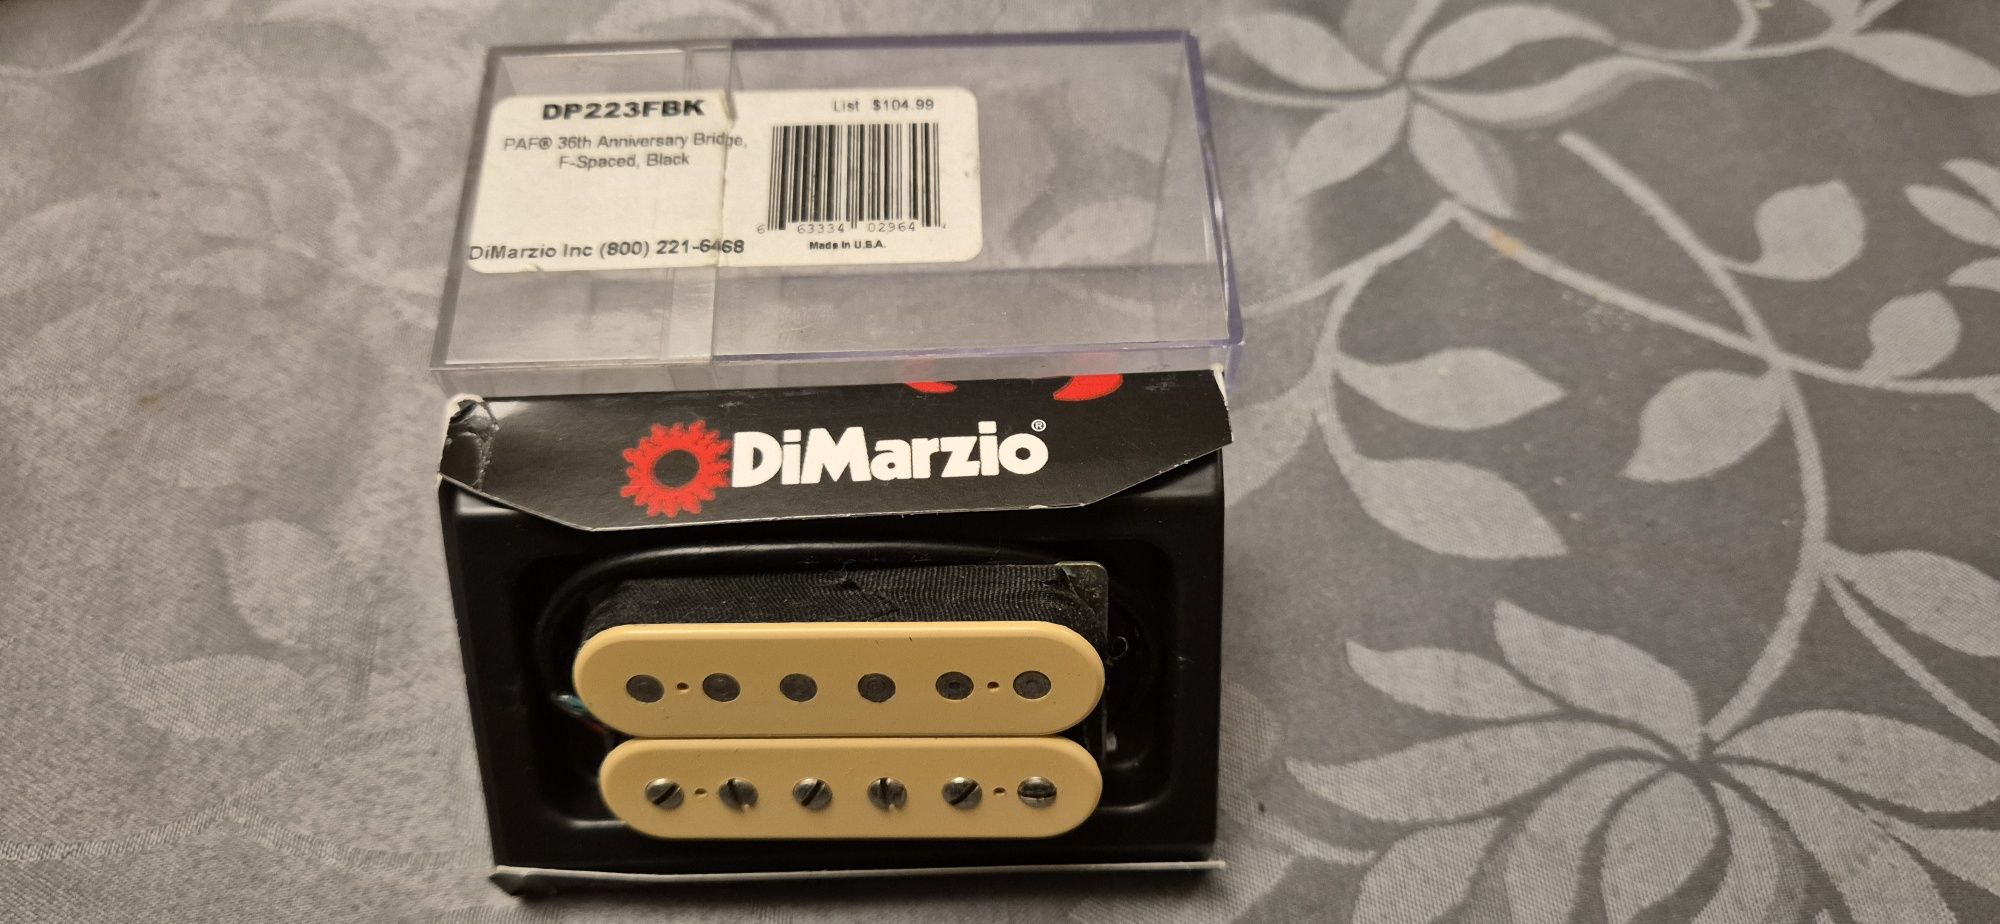 DP223FBK
List $104.99
PAF® 36th Anniversary Bridge,
F-Spaced, Black
6 63334 02964
DiMarzio Inc (800) 221-6468
Made in U.S.A.
DiMarzio®